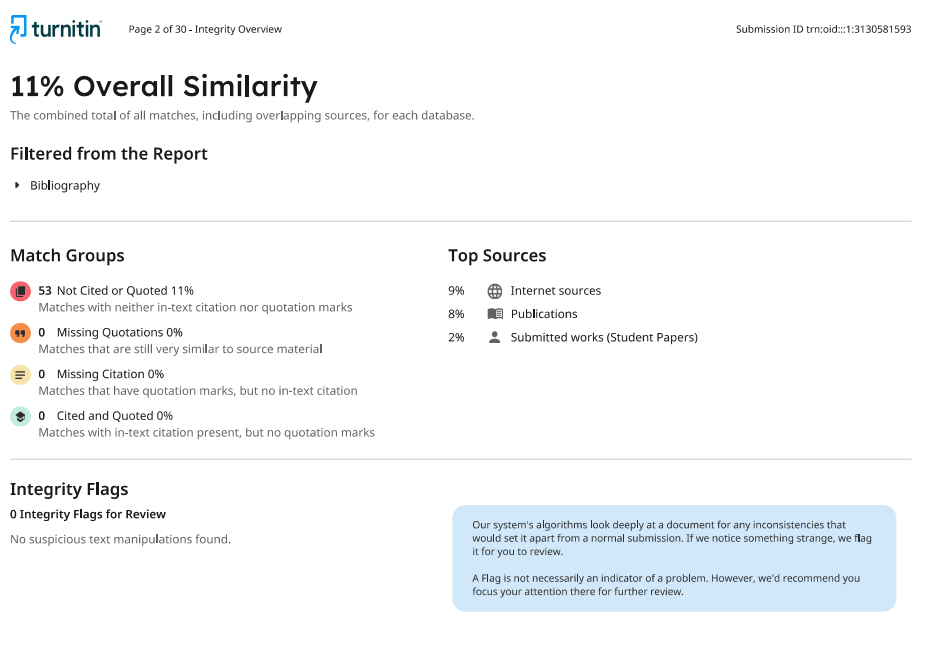 turnitin Page 2 of 30 - Integrity Overview Submission ID trn:oid:::1:3130581593
11% Overall Similarity
The combined total of all matches, including overlapping sources, for each database.
Filtered from the Report
Bibliography
Match Groups
53 Not Cited or Quoted 11%
Matches with neither in-text citation nor quotation marks
0 Missing Quotations 0%
Matches that are still very similar to source material
0 Missing Citation 0%
Matches that have quotation marks, but no in-text citation
0 Cited and Quoted 0%
Matches with in-text citation present, but no quotation marks
Top Sources
9% Internet sources
8% Publications
2% Submitted works (Student Papers)
Integrity Flags
0 Integrity Flags for Review
No suspicious text manipulations found.
Our system's algorithms look deeply at a document for any inconsistencies that
would set it apart from a normal submission. If we notice something strange, we flag
it for you to review.
A Flag is not necessarily an indicator of a problem. However, we'd recommend you
focus your attention there for further review.